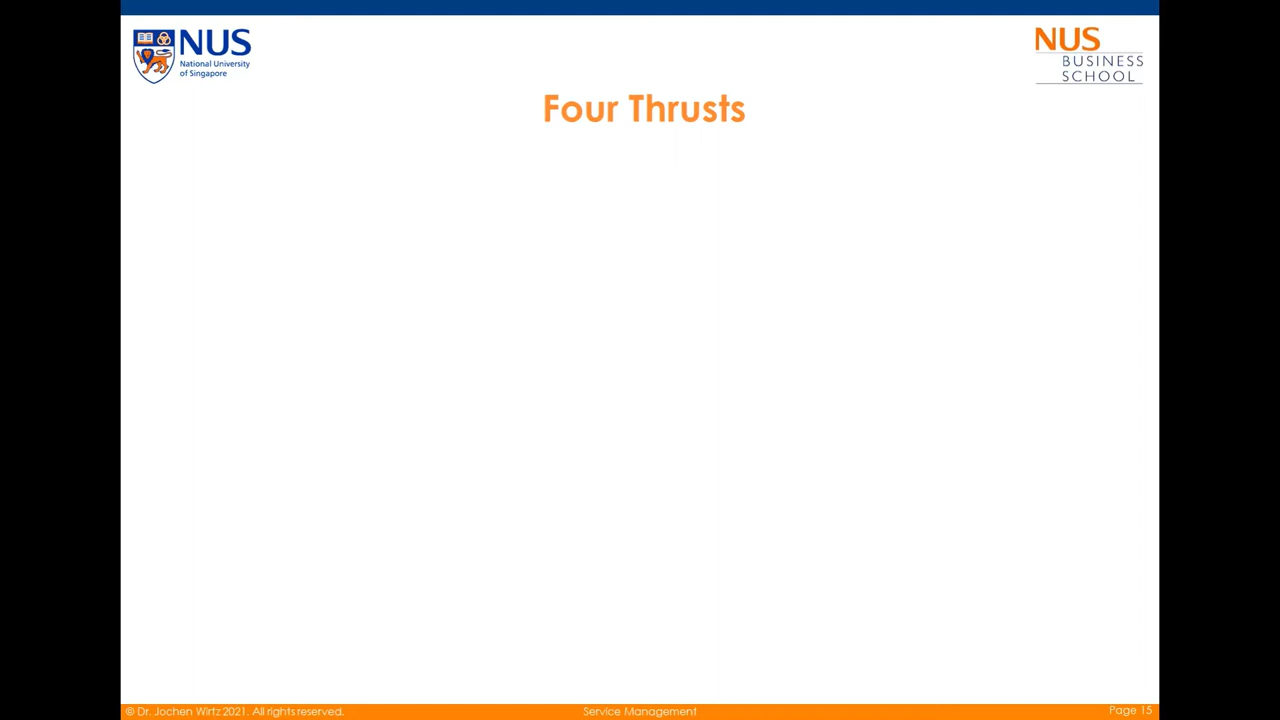 NUS
National University
of Singapore
NUS
BUSINESS
SCHOOL
Four Thrusts
© Dr. Jochen Wirtz 2021. All rights reserved.
Service Management
Page 15